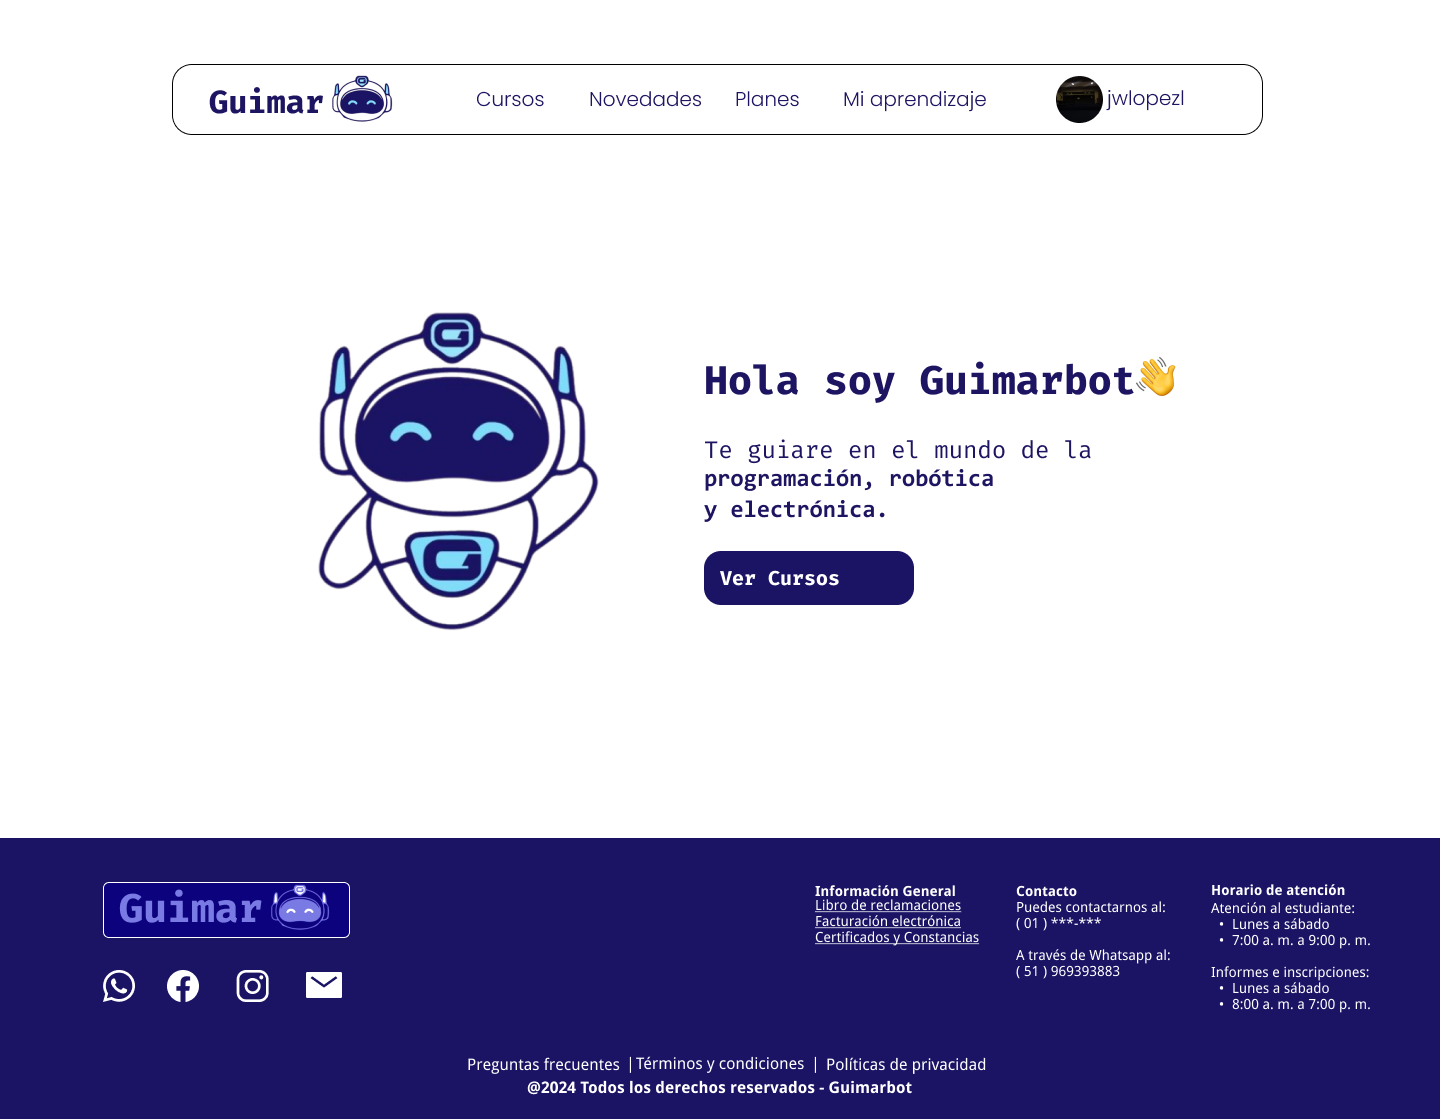 Guimar
Cursos
Novedades
Planes
Mi aprendizaje
jwlopezl
Hola soy Guimarbot👋
Te guiare en el mundo de la
programación, robótica
y electrónica.
Ver Cursos
Guimar
Información General
Libro de reclamaciones
Facturación electrónica
Certificados y Constancias
Contacto
Puedes contactarnos al:
( 01 ) ***-***
A través de Whatsapp al:
( 51 ) 969393883
Horario de atención
Atención al estudiante:
• Lunes a sábado
• 7:00 a. m. a 9:00 p. m.
Informes e inscripciones:
• Lunes a sábado
• 8:00 a. m. a 7:00 p. m.
Preguntas frecuentes | Términos y condiciones | Políticas de privacidad
@2024 Todos los derechos reservados - Guimarbot